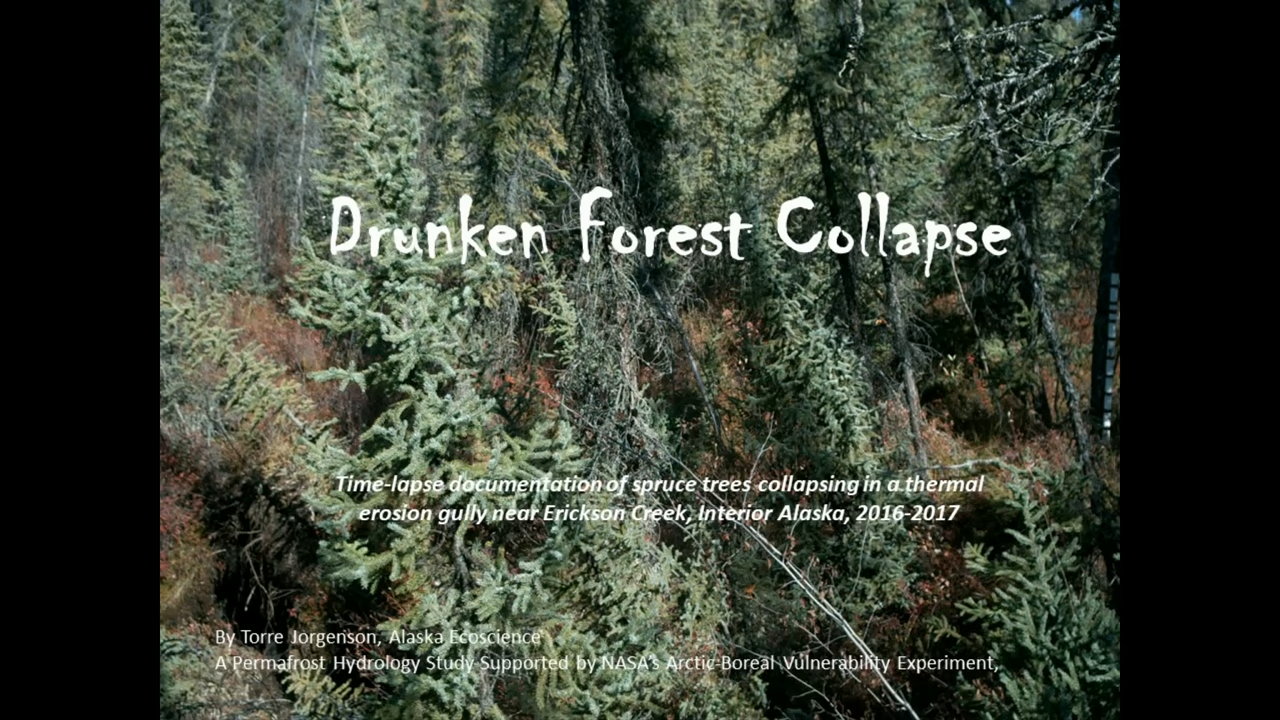 Drunken Forest Collapse
Time-lapse documentation of spruce trees collapsing in a thermal
erosion gully near Erickson Creek, Interior Alaska, 2016-2017
By Torre Jorgenson, Alaska Ecoscience
A Permafrost Hydrology Study Supported by NASA's Arctic-Boreal Vulnerability Experiment,